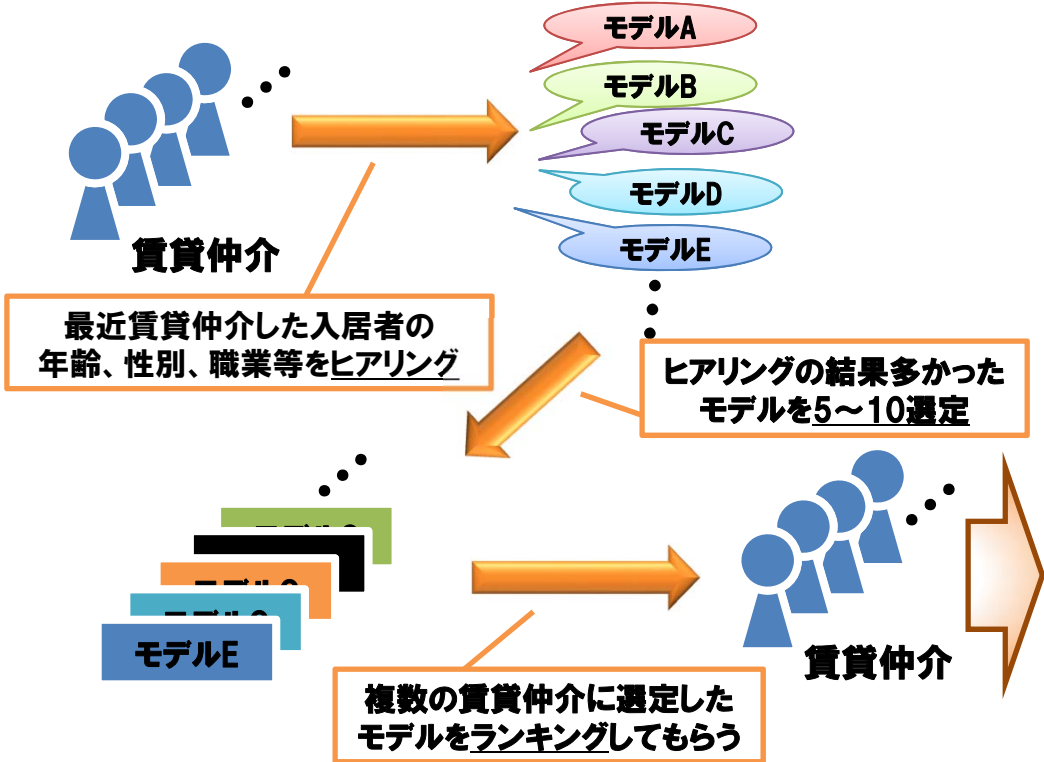 モデルA
モデルB
モデルC
モデルD
モデルE
賃貸仲介
最近賃貸仲介した入居者の
年齢、性別、職業等をヒアリング
ヒアリングの結果多かった
モデルを5～10選定
モデルE
賃貸仲介
複数の賃貸仲介に選定した
モデルをランキングしてもらう